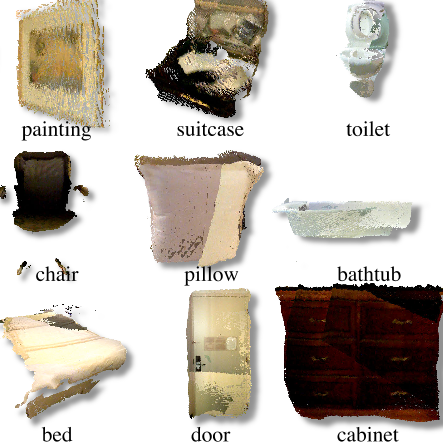 painting suitcase toilet
chair pillow bathtub
bed door cabinet